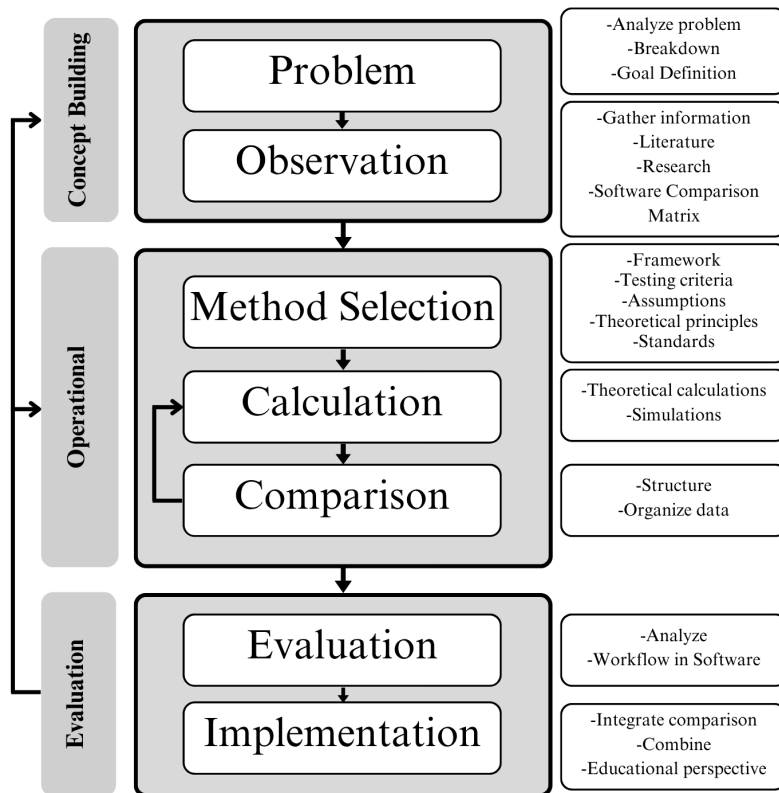 Concept Building
Problem
Observation
-Analyze problem
-Breakdown
-Goal Definition
-Gather information
-Literature
-Research
-Software Comparison
Matrix
Operational
Method Selection
Calculation
Comparison
-Framework
-Testing criteria
-Assumptions
-Theoretical principles
-Standards
-Theoretical calculations
-Simulations
-Structure
-Organize data
Evaluation
Evaluation
Implementation
-Analyze
-Workflow in Software
-Integrate comparison
-Combine
-Educational perspective